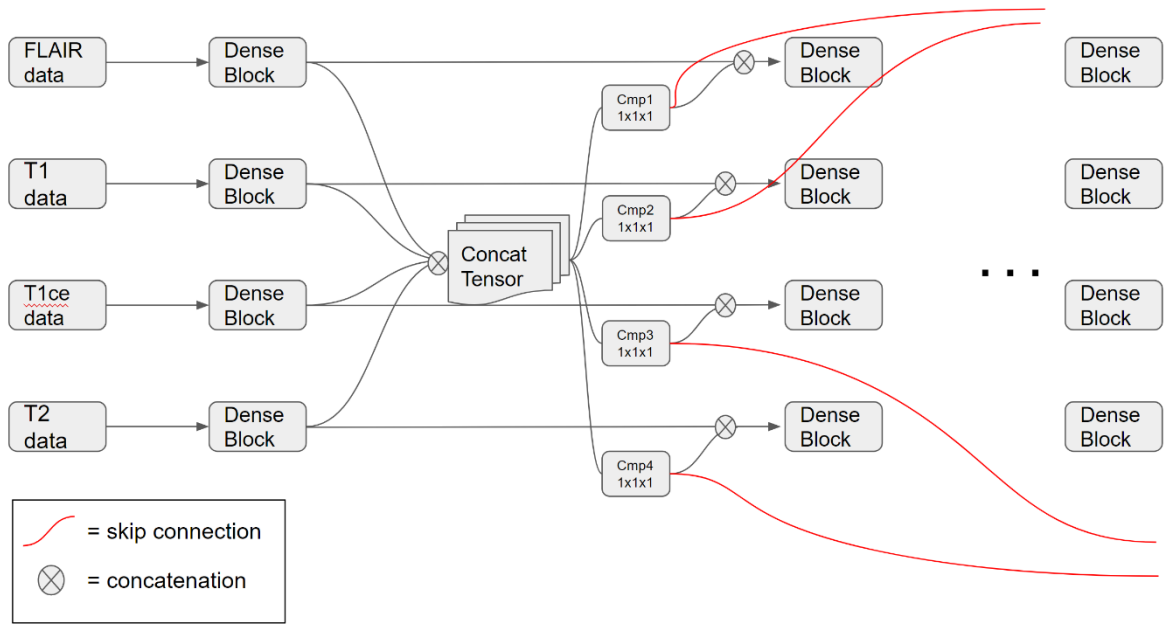 FLAIR
data
Dense
Block
Dense
Block
Dense
Block
Cmp1
1x1x1
T1
data
Dense
Block
Dense
Block
Dense
Block
Cmp2
1x1x1
Concat
Tensor
. . .
T1ce
data
Dense
Block
Dense
Block
Dense
Block
Cmp3
1x1x1
T2
data
Dense
Block
Dense
Block
Dense
Block
Cmp4
1x1x1
= skip connection
= concatenation